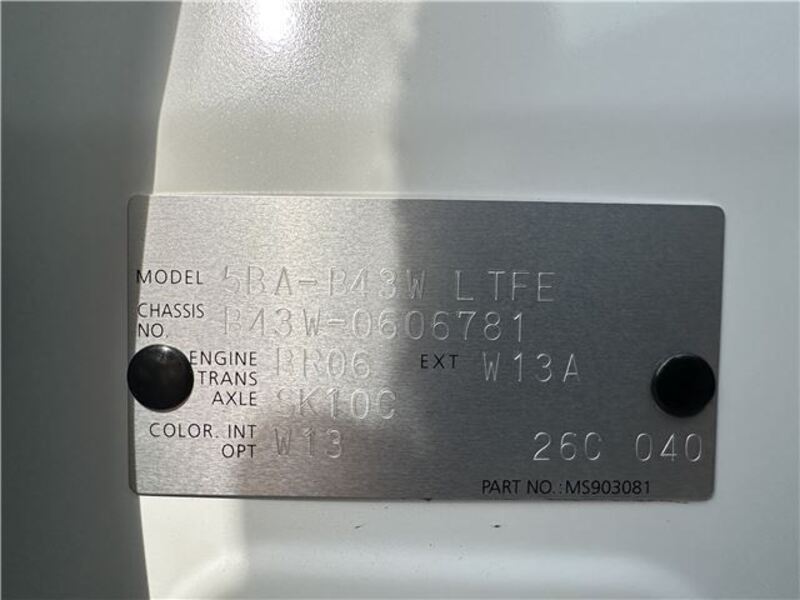 MODEL 5BA-B43W LTFE
CHASSIS NO. B43W-0606781
ENGINE BR06 EXT W13A
TRANS AXLE SK10C
COLOR. INT OPT W13 26C 040
PART NO.:MS903081